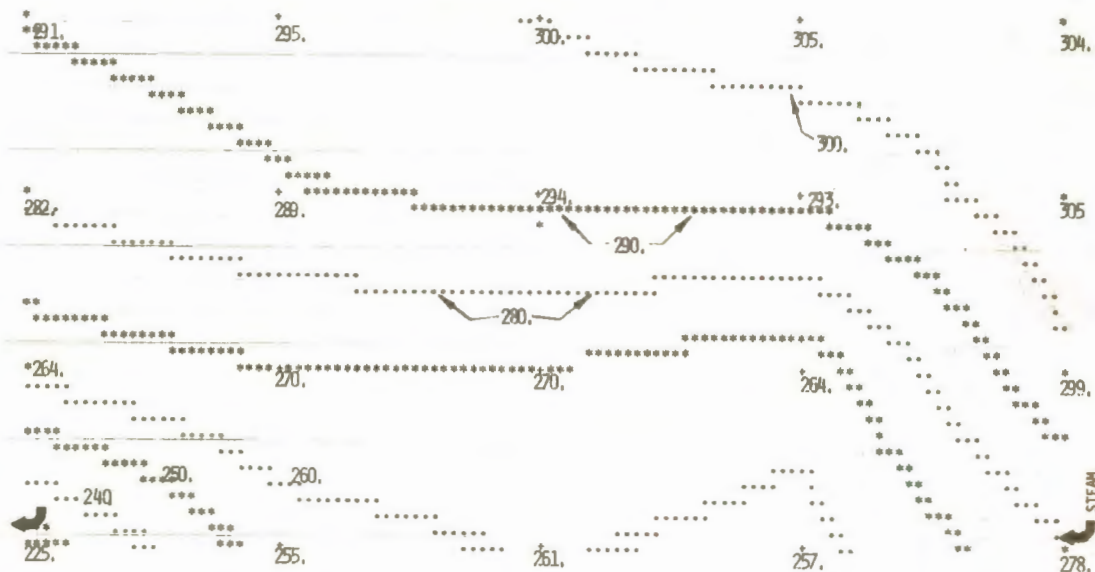 291. 295. 300. 305. 304.
300.
282. 289. 294. 293. 305
290.
280.
264. 270. 270. 264. 299.
250. 260.
240
STEAM
225. 255. 261. 257. 278.